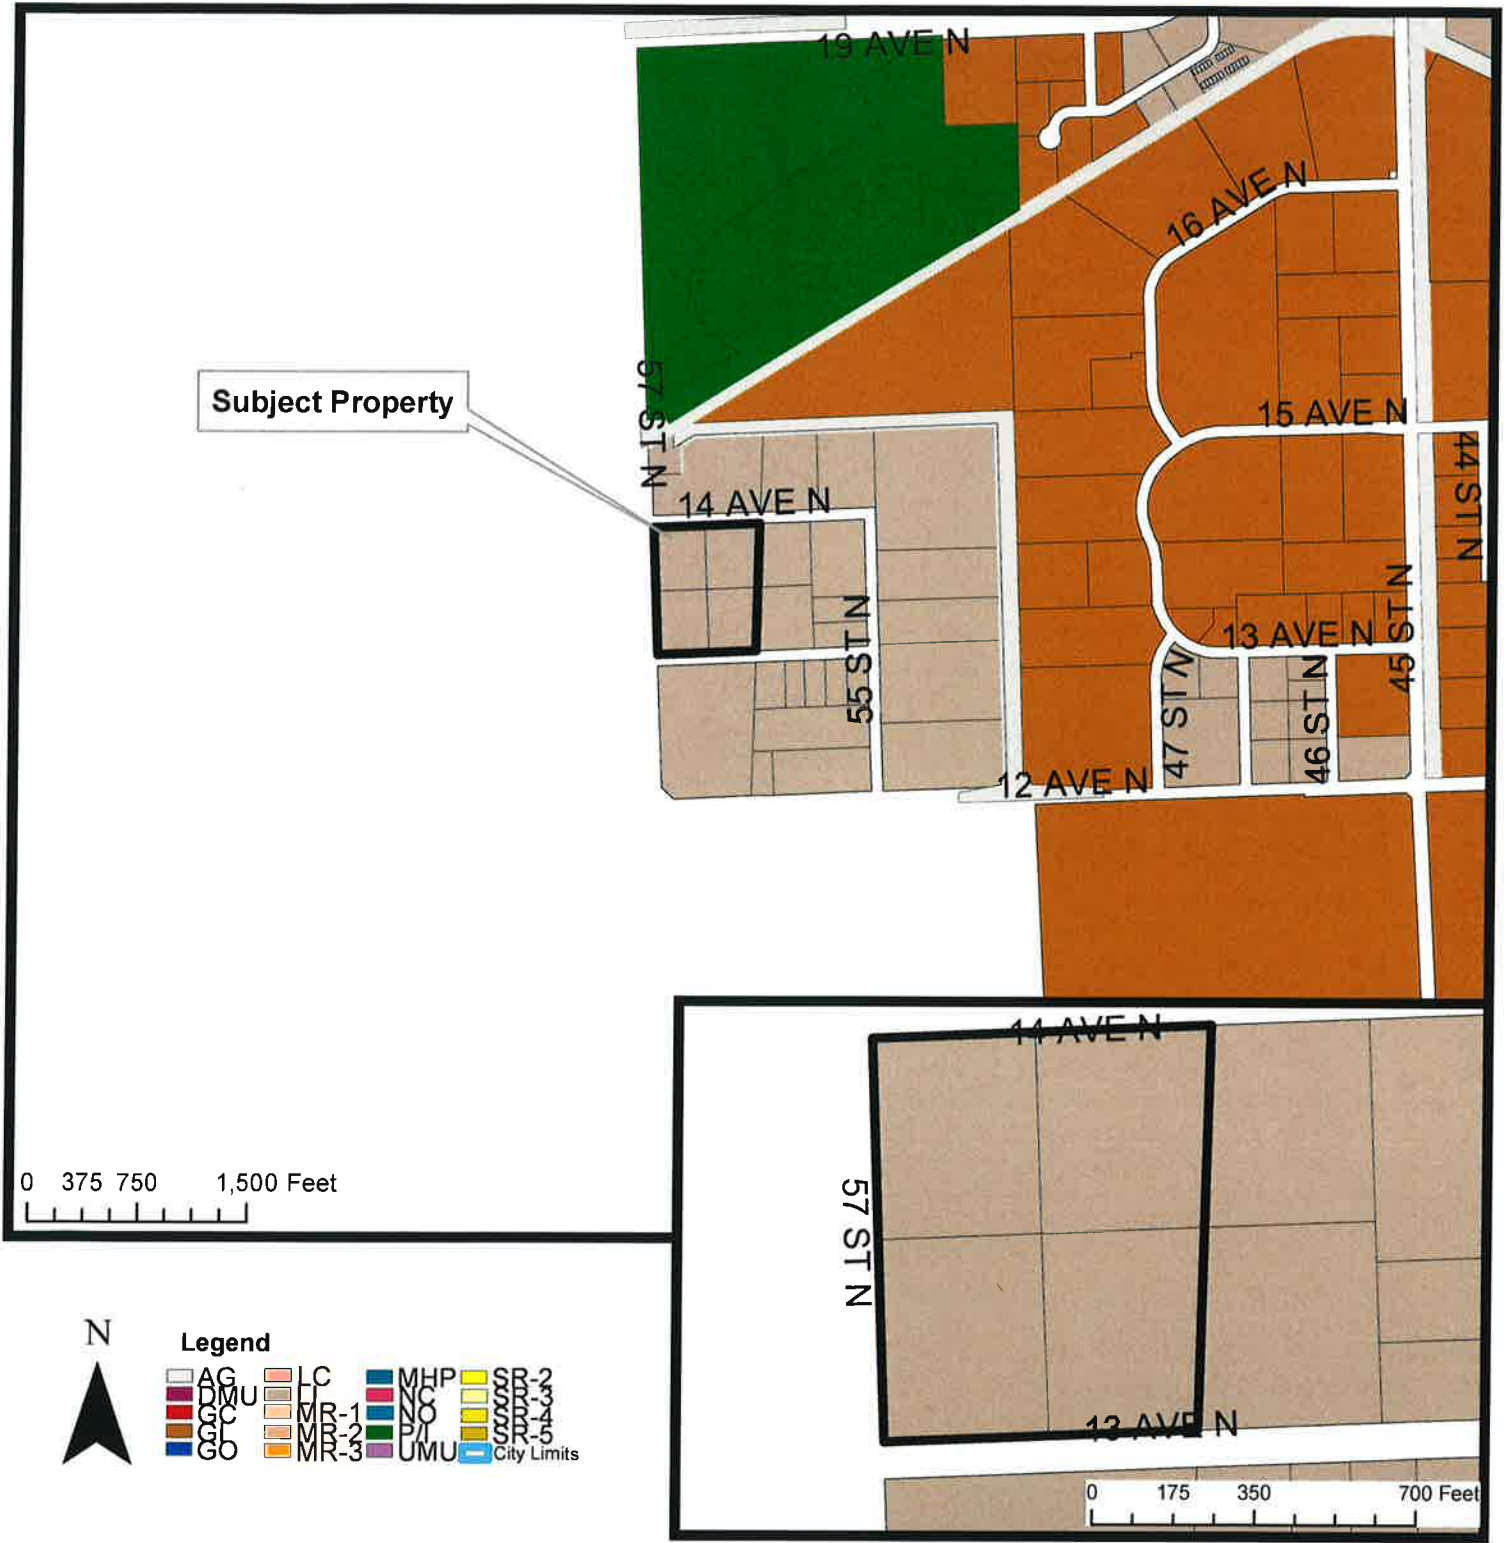 19 AVE N
16 AVE N
57 ST N
Subject Property
15 AVE N
44 ST N
14 AVE N
13 AVE N
45 ST N
55 ST N
47 ST N
46 ST N
12 AVE N
14 AVE N
57 ST N
13 AVE N
0 375 750 1,500 Feet
0 175 350 700 Feet
N
Legend
AG LC MHP SR-2
DMU LI NC SR-3
GC MR-1 NO SR-4
GI MR-2 P/I SR-5
GO MR-3 UMU City Limits